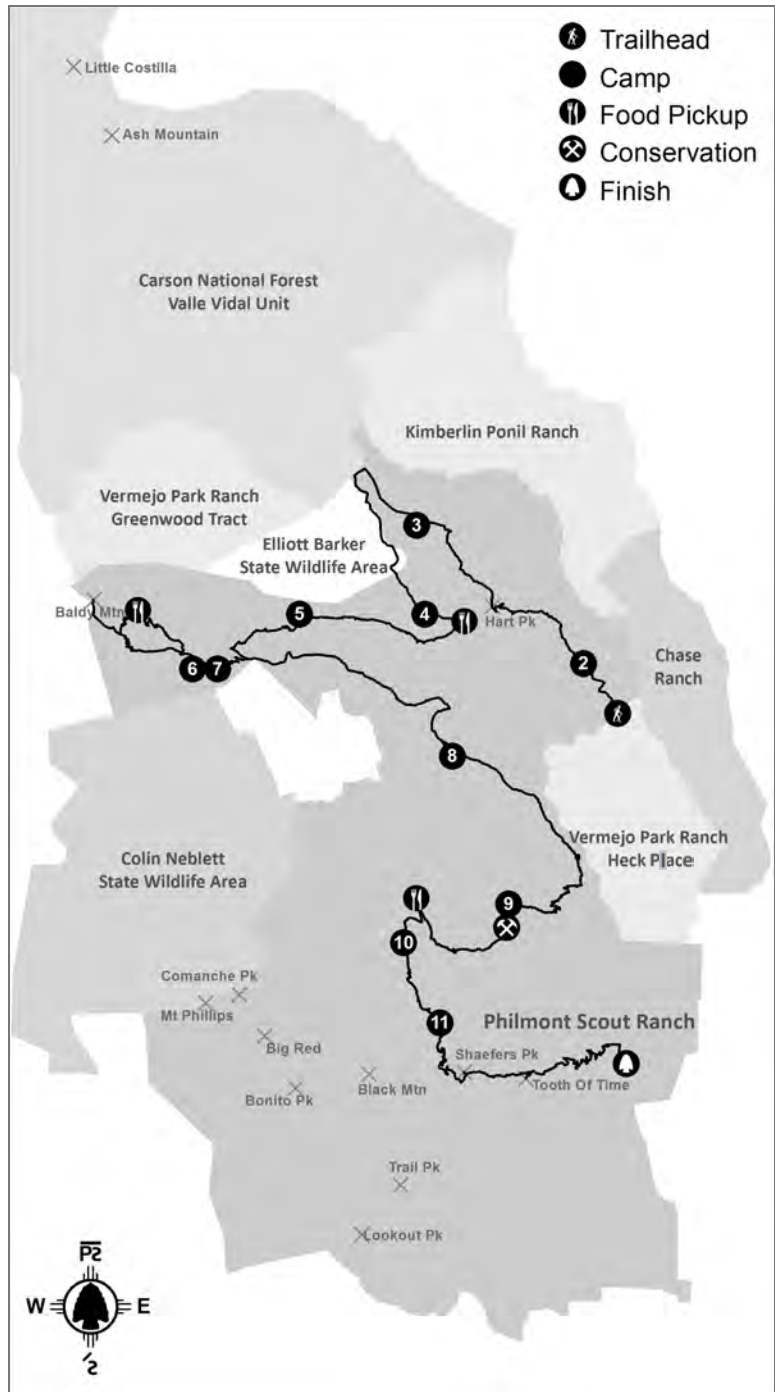 Trailhead
Camp
Food Pickup
Conservation
Finish
Little Costilla
Ash Mountain
Carson National Forest
Valle Vidal Unit
Kimberlin Ponil Ranch
Vermejo Park Ranch
Greenwood Tract
Elliott Barker
State Wildlife Area
3
Baldy Mtn
5
4
Hart Pk
2
Chase
Ranch
6
7
8
Vermejo Park Ranch
Heck Place
Colin Neblett
State Wildlife Area
9
10
Comanche Pk
Mt Phillips
11
Philmont Scout Ranch
Big Red
Shaefers Pk
Black Mtn
Tooth Of Time
Bonito Pk
Trail Pk
Lookout Pk
W
E